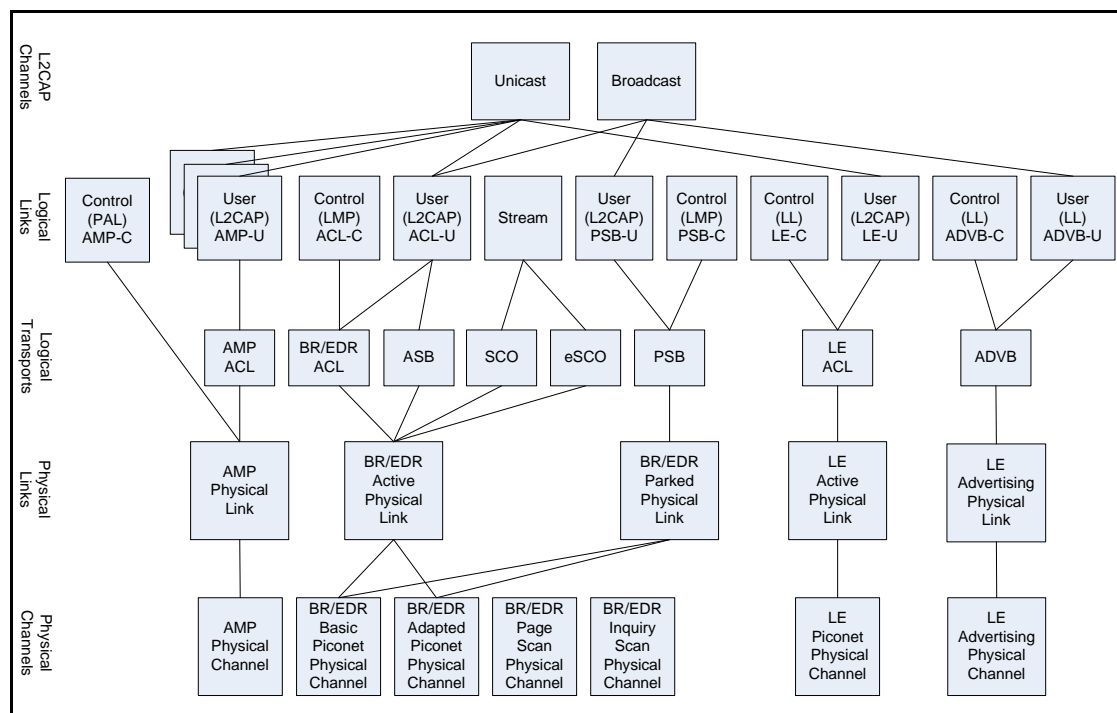 L2CAP
Channels
Unicast
Broadcast
Logical
Links
Control
(PAL)
AMP-C
C
User
(L2CAP)
AMP-U
Control
(LMP)
ACL-C
User
(L2CAP)
ACL-U
Stream
User
(L2CAP)
PSB-U
Control
(LMP)
PSB-C
Control
(LL)
LE-C
User
(L2CAP)
LE-U
Control
(LL)
ADVB-C
User
(LL)
ADVB-U
Logical
Transports
AMP
ACL
BR/EDR
ACL
ASB
SCO
eSCO
PSB
LE
ACL
ADVB
Physical
Links
AMP
Physical
Link
BR/EDR
Active
Physical
Link
BR/EDR
Parked
Physical
Link
LE
Active
Physical
Link
LE
Advertising
Physical
Link
Physical
Channels
AMP
Physical
Channel
BR/EDR
Basic
Piconet
Physical
Channel
BR/EDR
Adapted
Piconet
Physical
Channel
BR/EDR
Page
Scan
Physical
Channel
BR/EDR
Inquiry
Scan
Physical
Channel
LE
Piconet
Physical
Channel
LE
Advertising
Physical
Channel